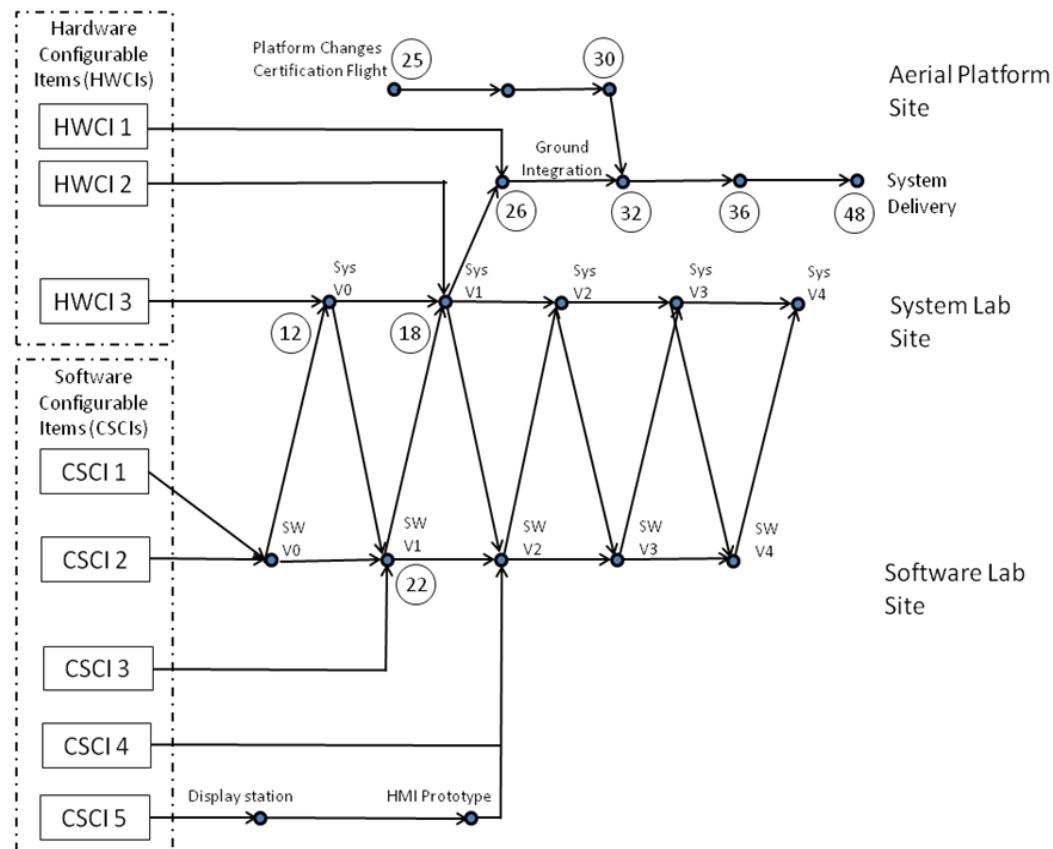 Hardware
Configurable
Items (HWCIs)
HWCI 1
HWCI 2
HWCI 3
Software
Configurable
Items (CSCIs)
CSCI 1
CSCI 2
CSCI 3
CSCI 4
CSCI 5
Platform Changes
Certification Flight
25
30
Aerial Platform
Site
Ground
Integration
26
32
36
48
System
Delivery
Sys
V0
Sys
V1
Sys
V2
Sys
V3
Sys
V4
12
18
System Lab
Site
SW
V0
SW
V1
SW
V2
SW
V3
SW
V4
22
Software Lab
Site
Display station
HMI Prototype